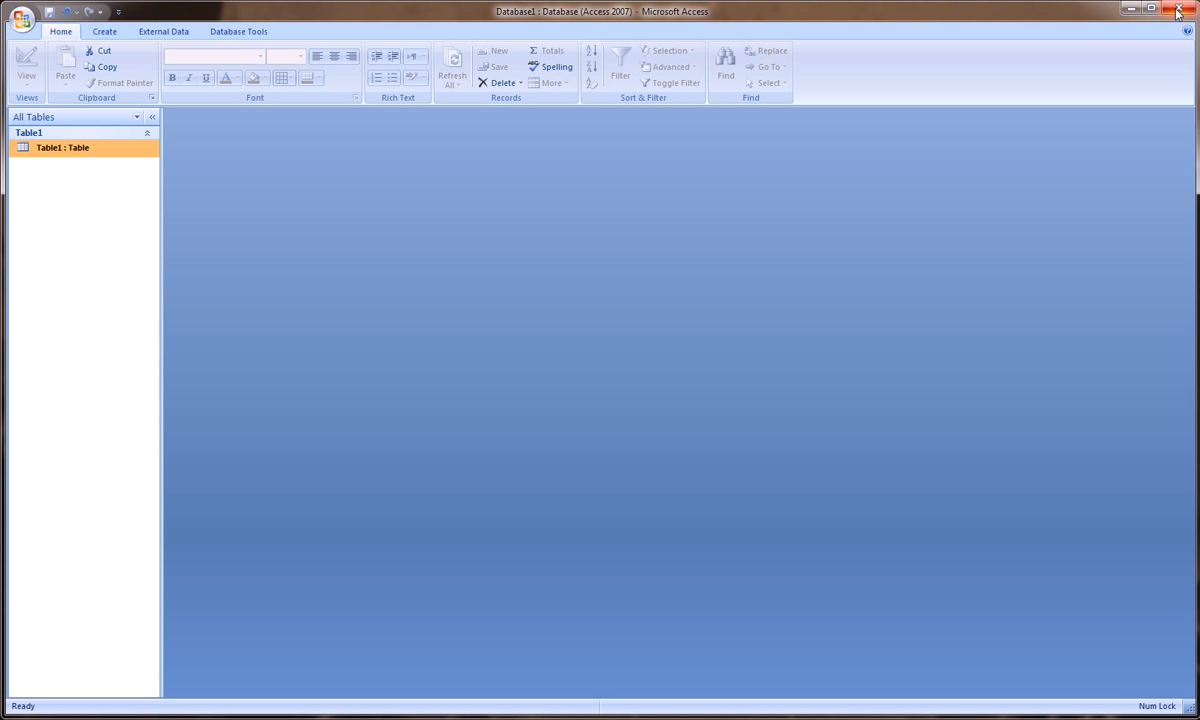 Database1 : Database (Access 2007) - Microsoft Access
Home Create External Data Database Tools
View Paste Cut Copy Format Painter
B I U A
Refresh All New Save Delete Totals Spelling More
Filter Selection Advanced Toggle Filter
Find Replace Go To Select
Views Clipboard Font Rich Text Records Sort & Filter Find
All Tables
Table1
Table1 : Table
Ready Num Lock